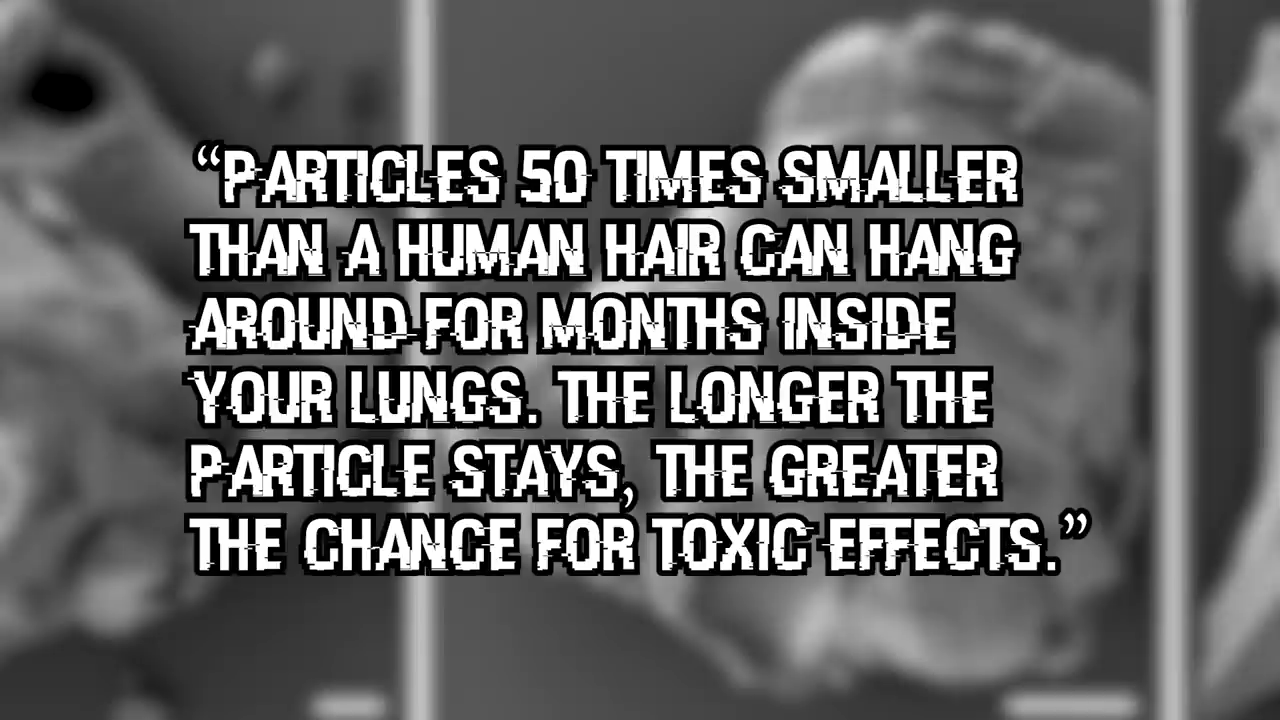 “PARTICLES 50 TIMES SMALLER
THAN A HUMAN HAIR CAN HANG
AROUND FOR MONTHS INSIDE
YOUR LUNGS. THE LONGER THE
PARTICLE STAYS, THE GREATER
THE CHANCE FOR TOXIC EFFECTS.”